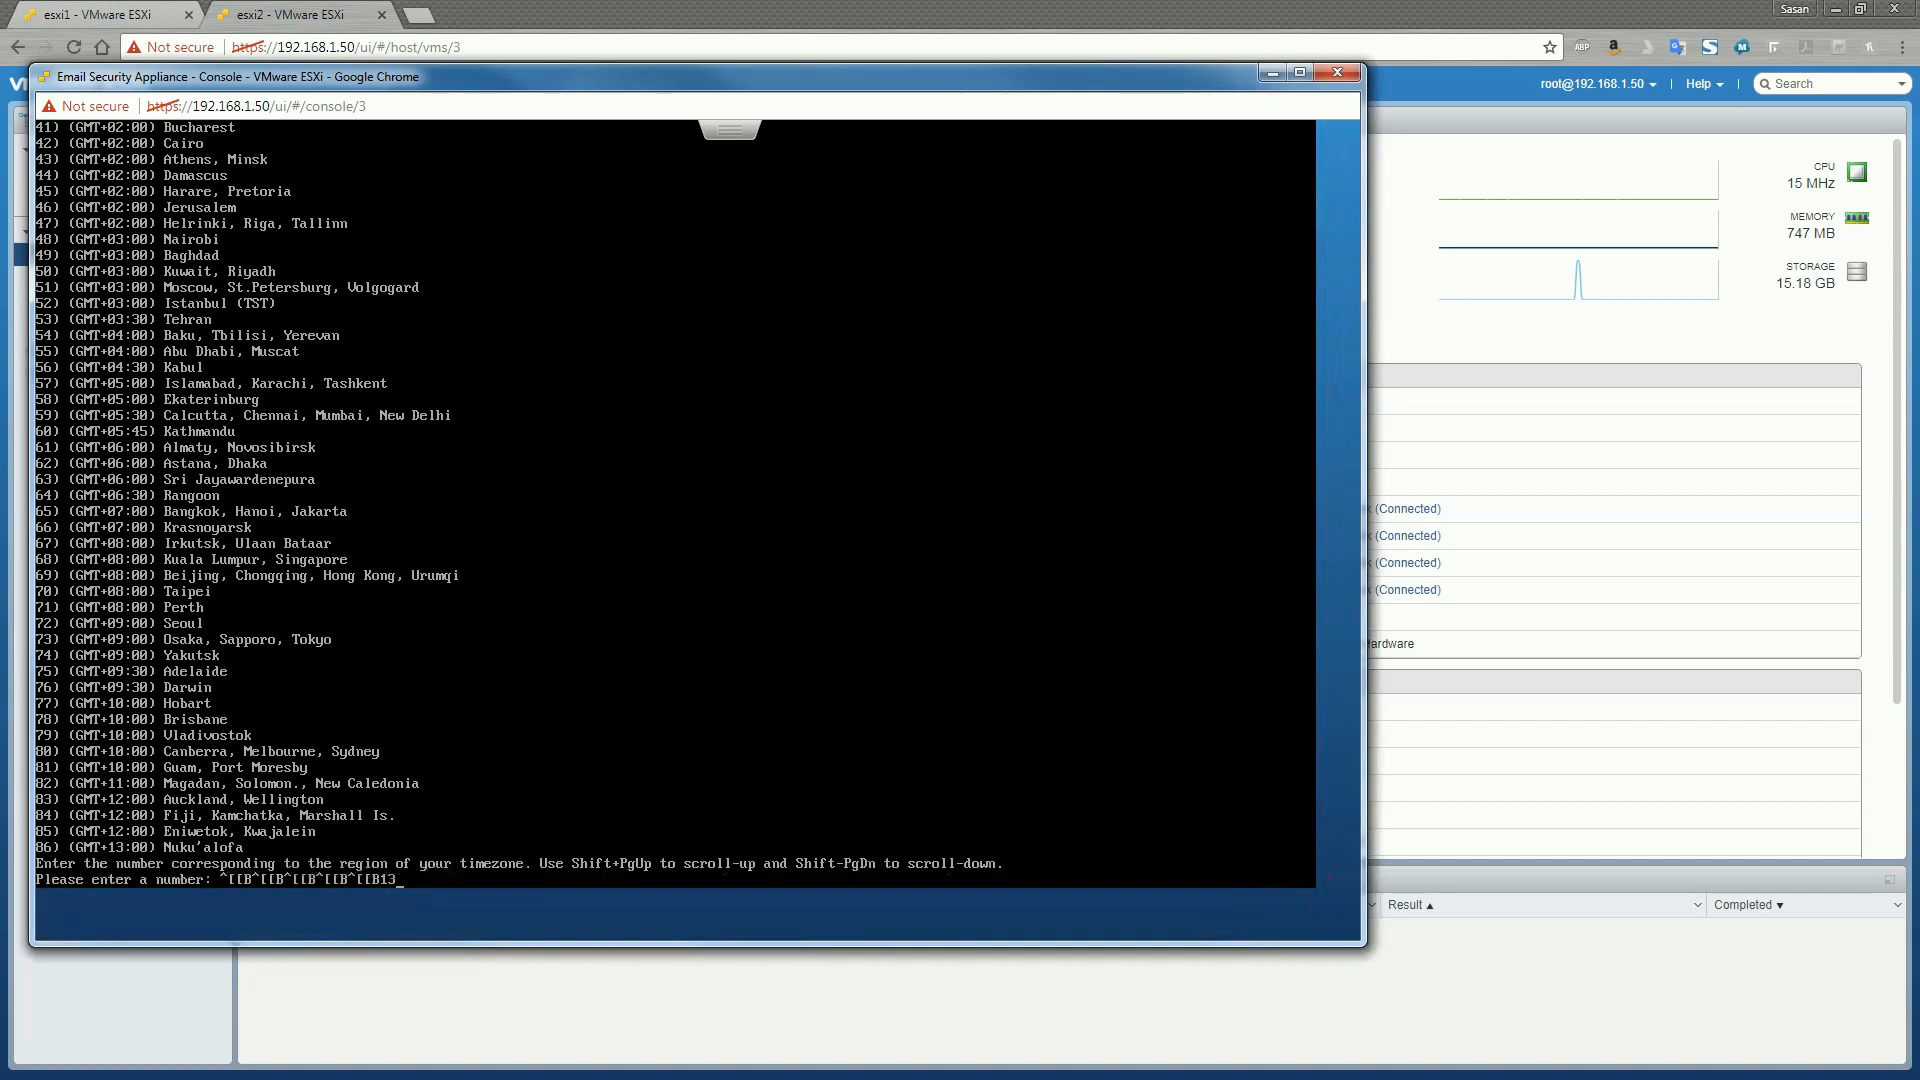 esxi1 - VMware ESXi
esxi2 - VMware ESXi
Sasan
Not secure
https://192.168.1.50/ui/#/host/vms/3
ABP
Email Security Appliance - Console - VMware ESXi - Google Chrome
root@192.168.1.50
Help
Search
Not secure
https://192.168.1.50/ui/#/console/3
41) (GMT+02:00) Bucharest
42) (GMT+02:00) Cairo
43) (GMT+02:00) Athens, Minsk
44) (GMT+02:00) Damascus
45) (GMT+02:00) Harare, Pretoria
46) (GMT+02:00) Jerusalem
47) (GMT+02:00) Helrinki, Riga, Tallinn
48) (GMT+03:00) Nairobi
49) (GMT+03:00) Baghdad
50) (GMT+03:00) Kuwait, Riyadh
51) (GMT+03:00) Moscow, St.Petersburg, Volgogard
52) (GMT+03:00) Istanbul (TST)
53) (GMT+03:30) Tehran
54) (GMT+04:00) Baku, Tbilisi, Yerevan
55) (GMT+04:00) Abu Dhabi, Muscat
56) (GMT+04:30) Kabul
57) (GMT+05:00) Islamabad, Karachi, Tashkent
58) (GMT+05:00) Ekaterinburg
59) (GMT+05:30) Calcutta, Chennai, Mumbai, New Delhi
60) (GMT+05:45) Kathmandu
61) (GMT+06:00) Almaty, Novosibirsk
62) (GMT+06:00) Astana, Dhaka
63) (GMT+06:00) Sri Jayawardenepura
64) (GMT+06:30) Rangoon
65) (GMT+07:00) Bangkok, Hanoi, Jakarta
66) (GMT+07:00) Krasnoyarsk
67) (GMT+08:00) Irkutsk, Ulaan Bataar
68) (GMT+08:00) Kuala Lumpur, Singapore
69) (GMT+08:00) Beijing, Chongqing, Hong Kong, Urumqi
70) (GMT+08:00) Taipei
71) (GMT+08:00) Perth
72) (GMT+09:00) Seoul
73) (GMT+09:00) Osaka, Sapporo, Tokyo
74) (GMT+09:00) Yakutsk
75) (GMT+09:30) Adelaide
76) (GMT+09:30) Darwin
77) (GMT+10:00) Hobart
78) (GMT+10:00) Brisbane
79) (GMT+10:00) Vladivostok
80) (GMT+10:00) Canberra, Melbourne, Sydney
81) (GMT+10:00) Guam, Port Moresby
82) (GMT+11:00) Magadan, Solomon., New Caledonia
83) (GMT+12:00) Auckland, Wellington
84) (GMT+12:00) Fiji, Kamchatka, Marshall Is.
85) (GMT+12:00) Eniwetok, Kwajalein
86) (GMT+13:00) Nuku'alofa
Enter the number corresponding to the region of your timezone. Use Shift+PgUp to scroll-up and Shift-PgDn to scroll-down.
Please enter a number: ^[[B^[[B^[[B^[[B^[[B13_
CPU
15 MHz
MEMORY
747 MB
STORAGE
15.18 GB
(Connected)
(Connected)
(Connected)
(Connected)
ardware
Result
Completed